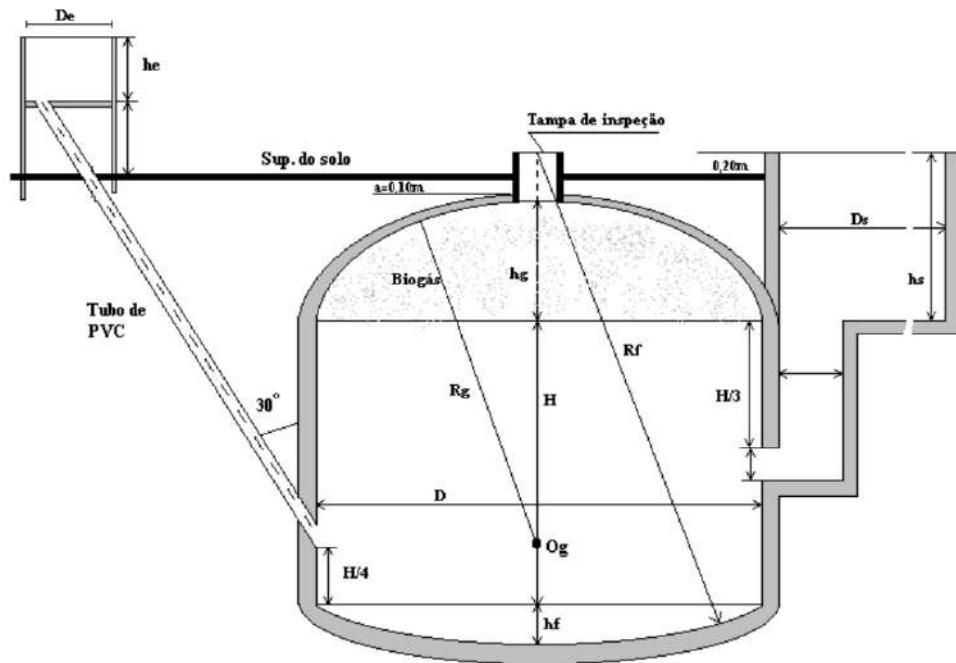 De
he
Tampa de inspeção
Sup. do solo
0,20m
a=0,10m
Ds
hs
hg
Biogás
Tubo de
PVC
Rf
Rg
H
H/3
30°
D
Og
H/4
hf